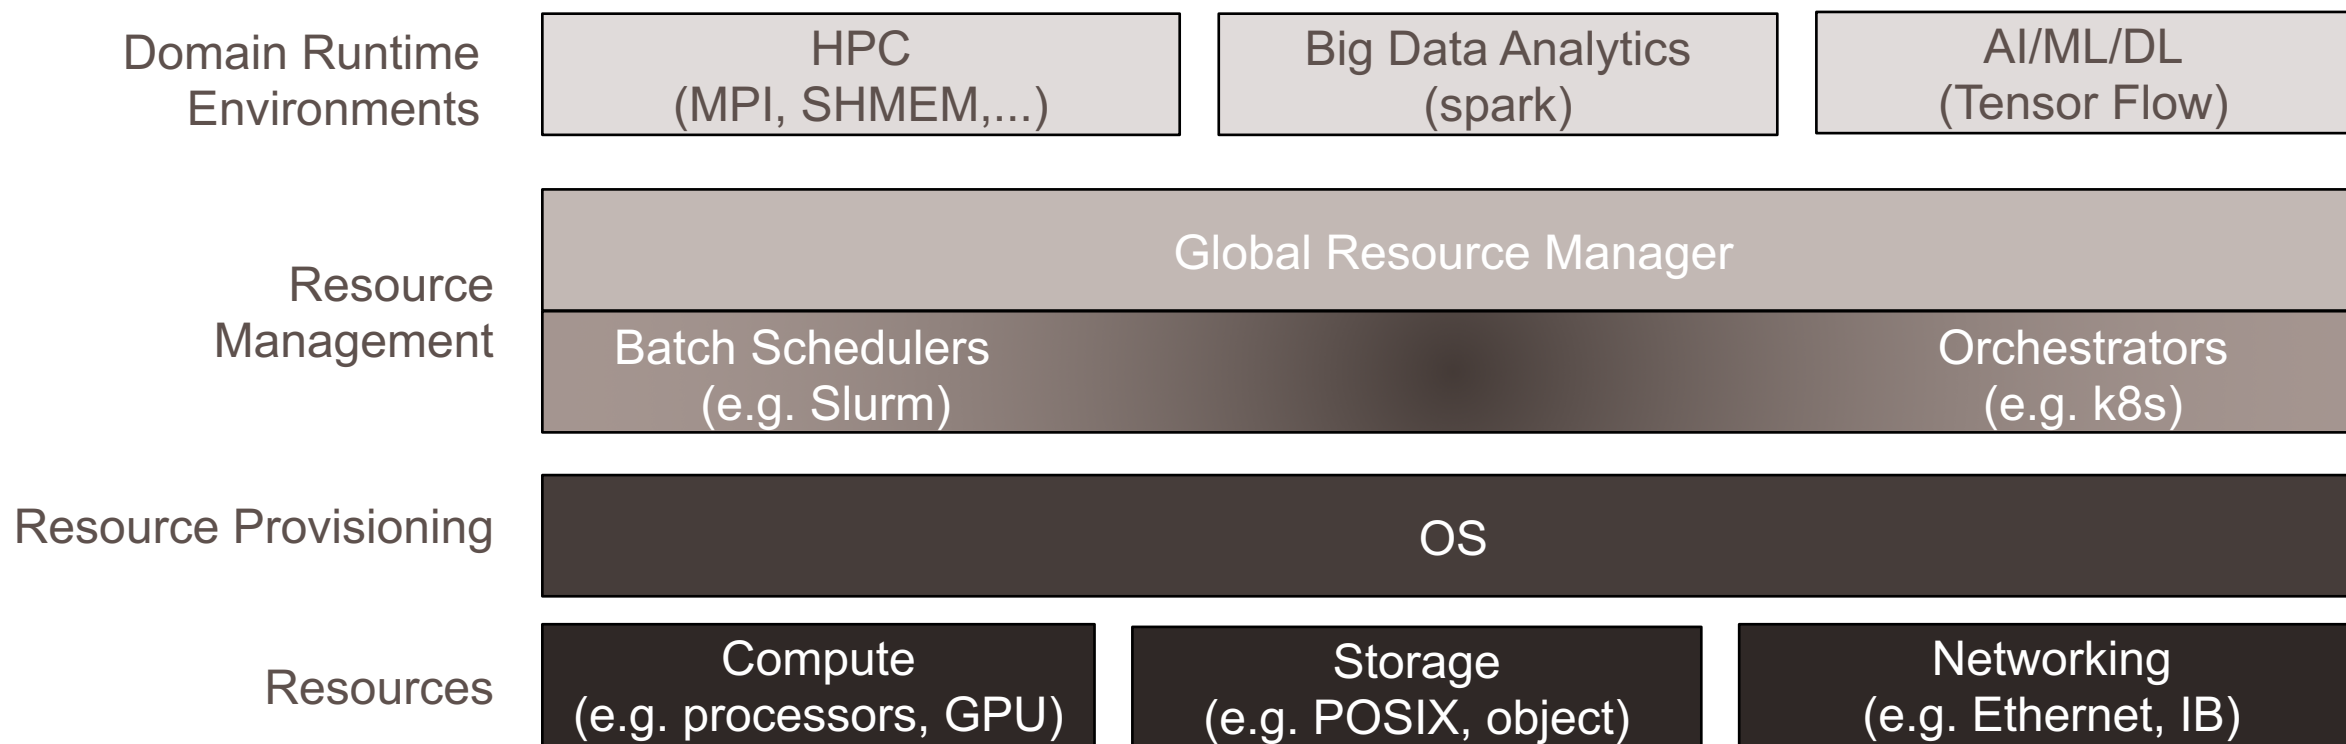 Domain Runtime
Environments
HPC
(MPI, SHMEM,...)
Big Data Analytics
(spark)
AI/ML/DL
(Tensor Flow)
Resource
Management
Global Resource Manager
Batch Schedulers
(e.g. Slurm)
Orchestrators
(e.g. k8s)
Resource Provisioning
OS
Resources
Compute
(e.g. processors, GPU)
Storage
(e.g. POSIX, object)
Networking
(e.g. Ethernet, IB)